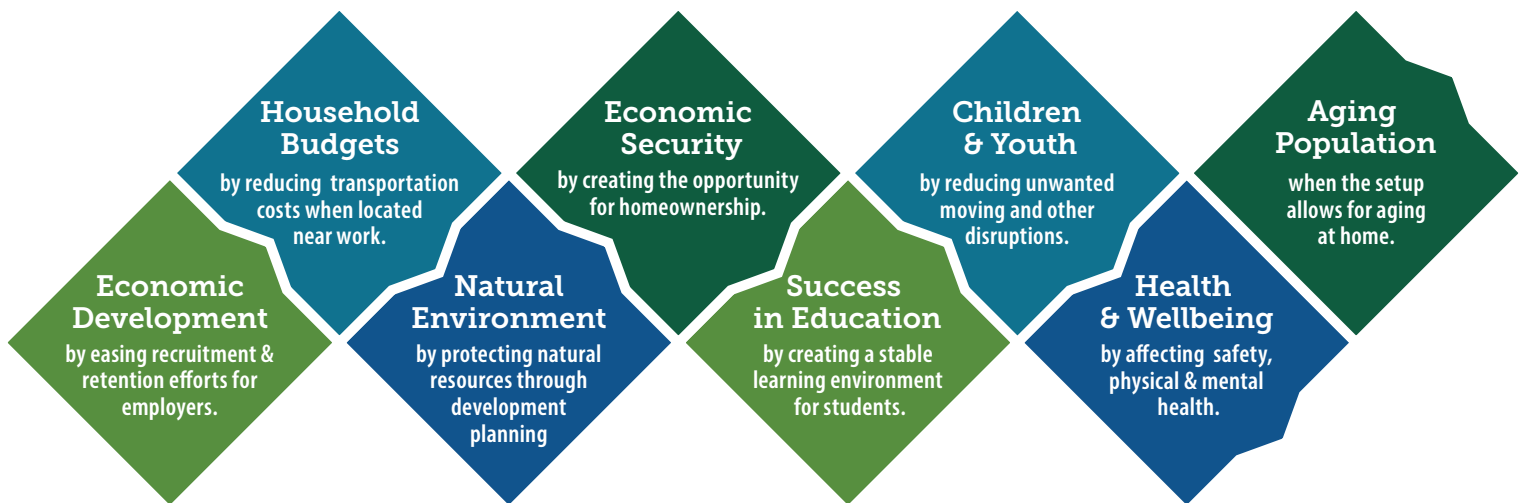 Economic
Development
by easing recruitment &
retention efforts for
employers.
Household
Budgets
by reducing transportation
costs when located
near work.
Natural
Environment
by protecting natural
resources through
development
planning
Economic
Security
by creating the opportunity
for homeownership.
Success
in Education
by creating a stable
learning environment
for students.
Children
& Youth
by reducing unwanted
moving and other
disruptions.
Health
& Wellbeing
by affecting safety,
physical & mental
health.
Aging
Population
when the setup
allows for aging
at home.